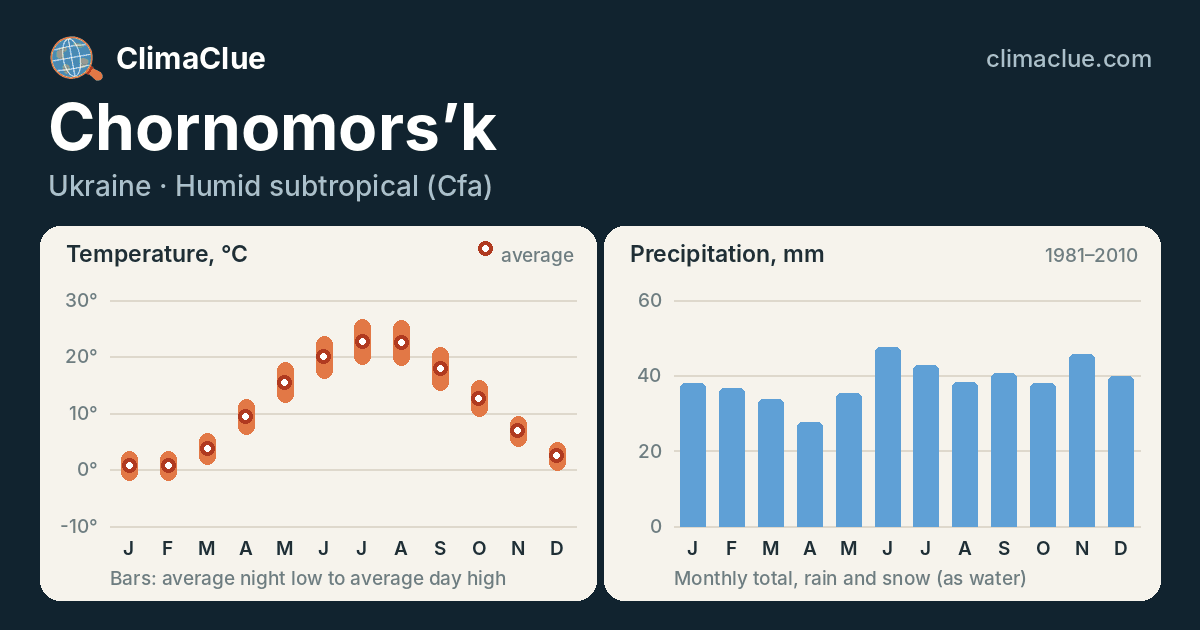 ClimaClue
climaclue.com
Chornomors’k
Ukraine · Humid subtropical (Cfa)
Temperature, °C
average
30°
20°
10°
0°
-10°
J F M A M J J A S O N D
Bars: average night low to average day high
Precipitation, mm
1981–2010
60
40
20
0
J F M A M J J A S O N D
Monthly total, rain and snow (as water)